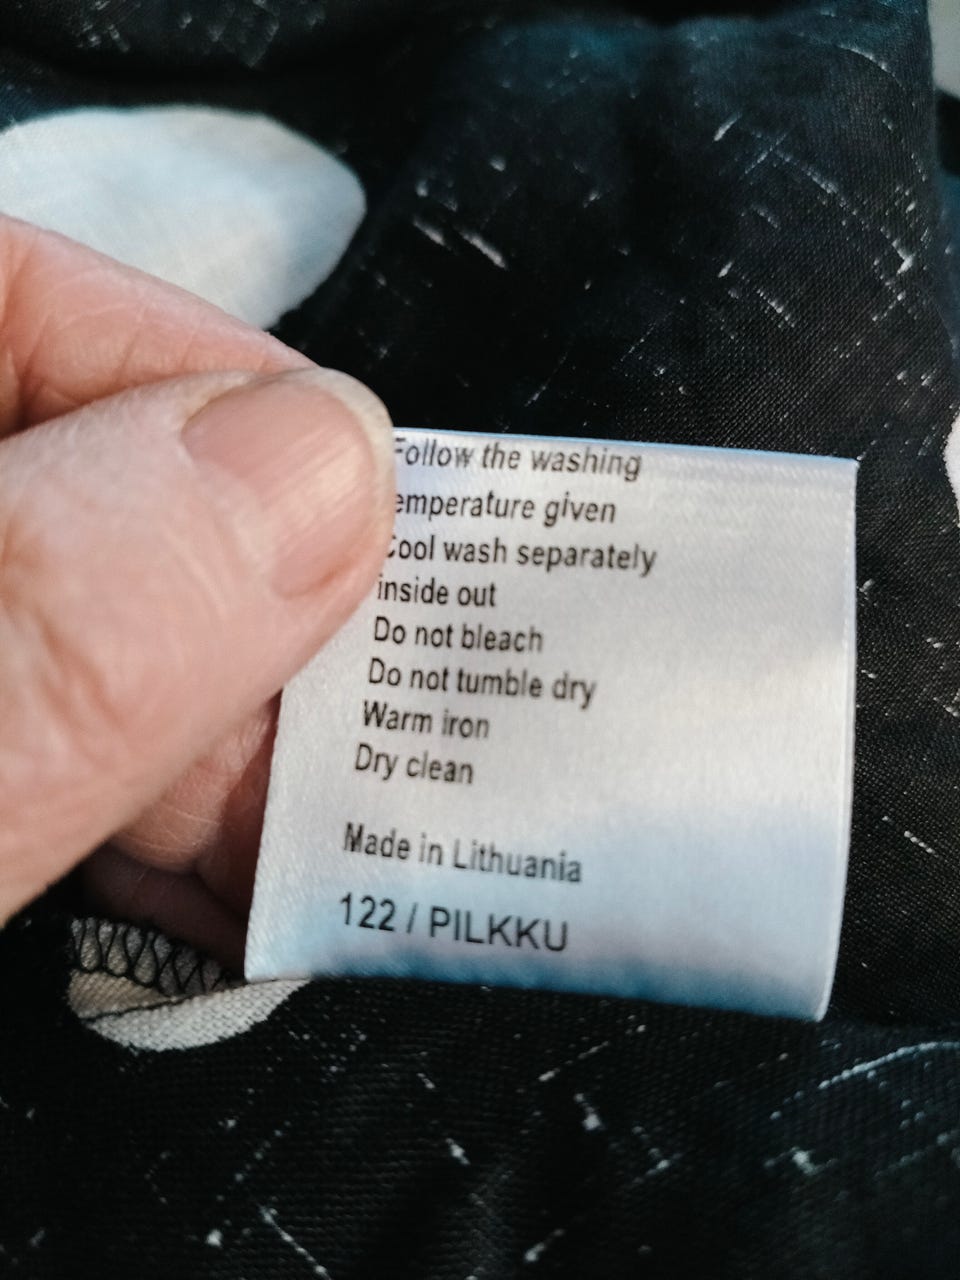 Follow the washing
emperature given
Cool wash separately
inside out
Do not bleach
Do not tumble dry
Warm iron
Dry clean
Made in Lithuania
122 / PILKKU